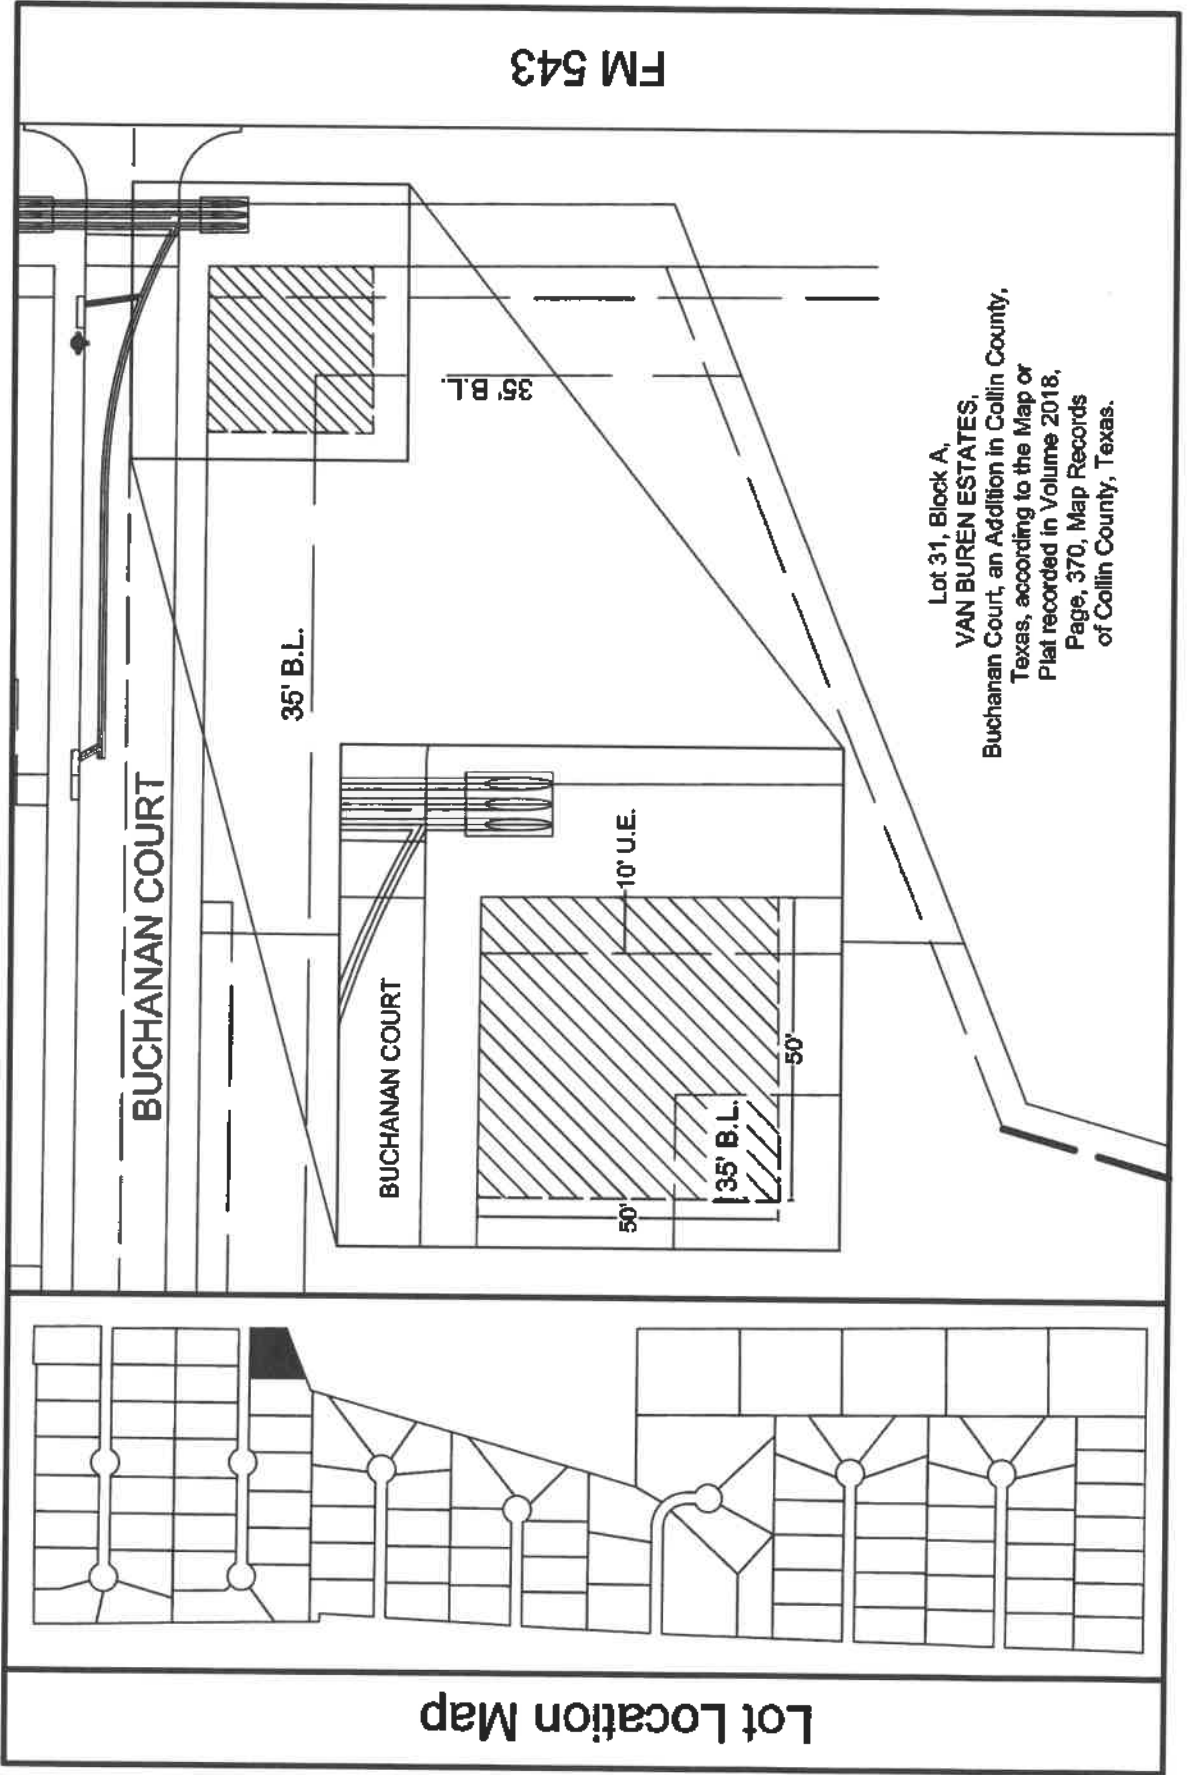 FM 543
35' B.L.
35' B.L.
BUCHANAN COURT
10' U.E.
BUCHANAN COURT
35' B.L.
50'
50'
Lot 31, Block A,
VAN BUREN ESTATES,
Buchanan Court, an Addition in Collin County,
Texas, according to the Map or
Plat recorded in Volume 2018,
Page, 370, Map Records
of Collin County, Texas.
Lot Location Map